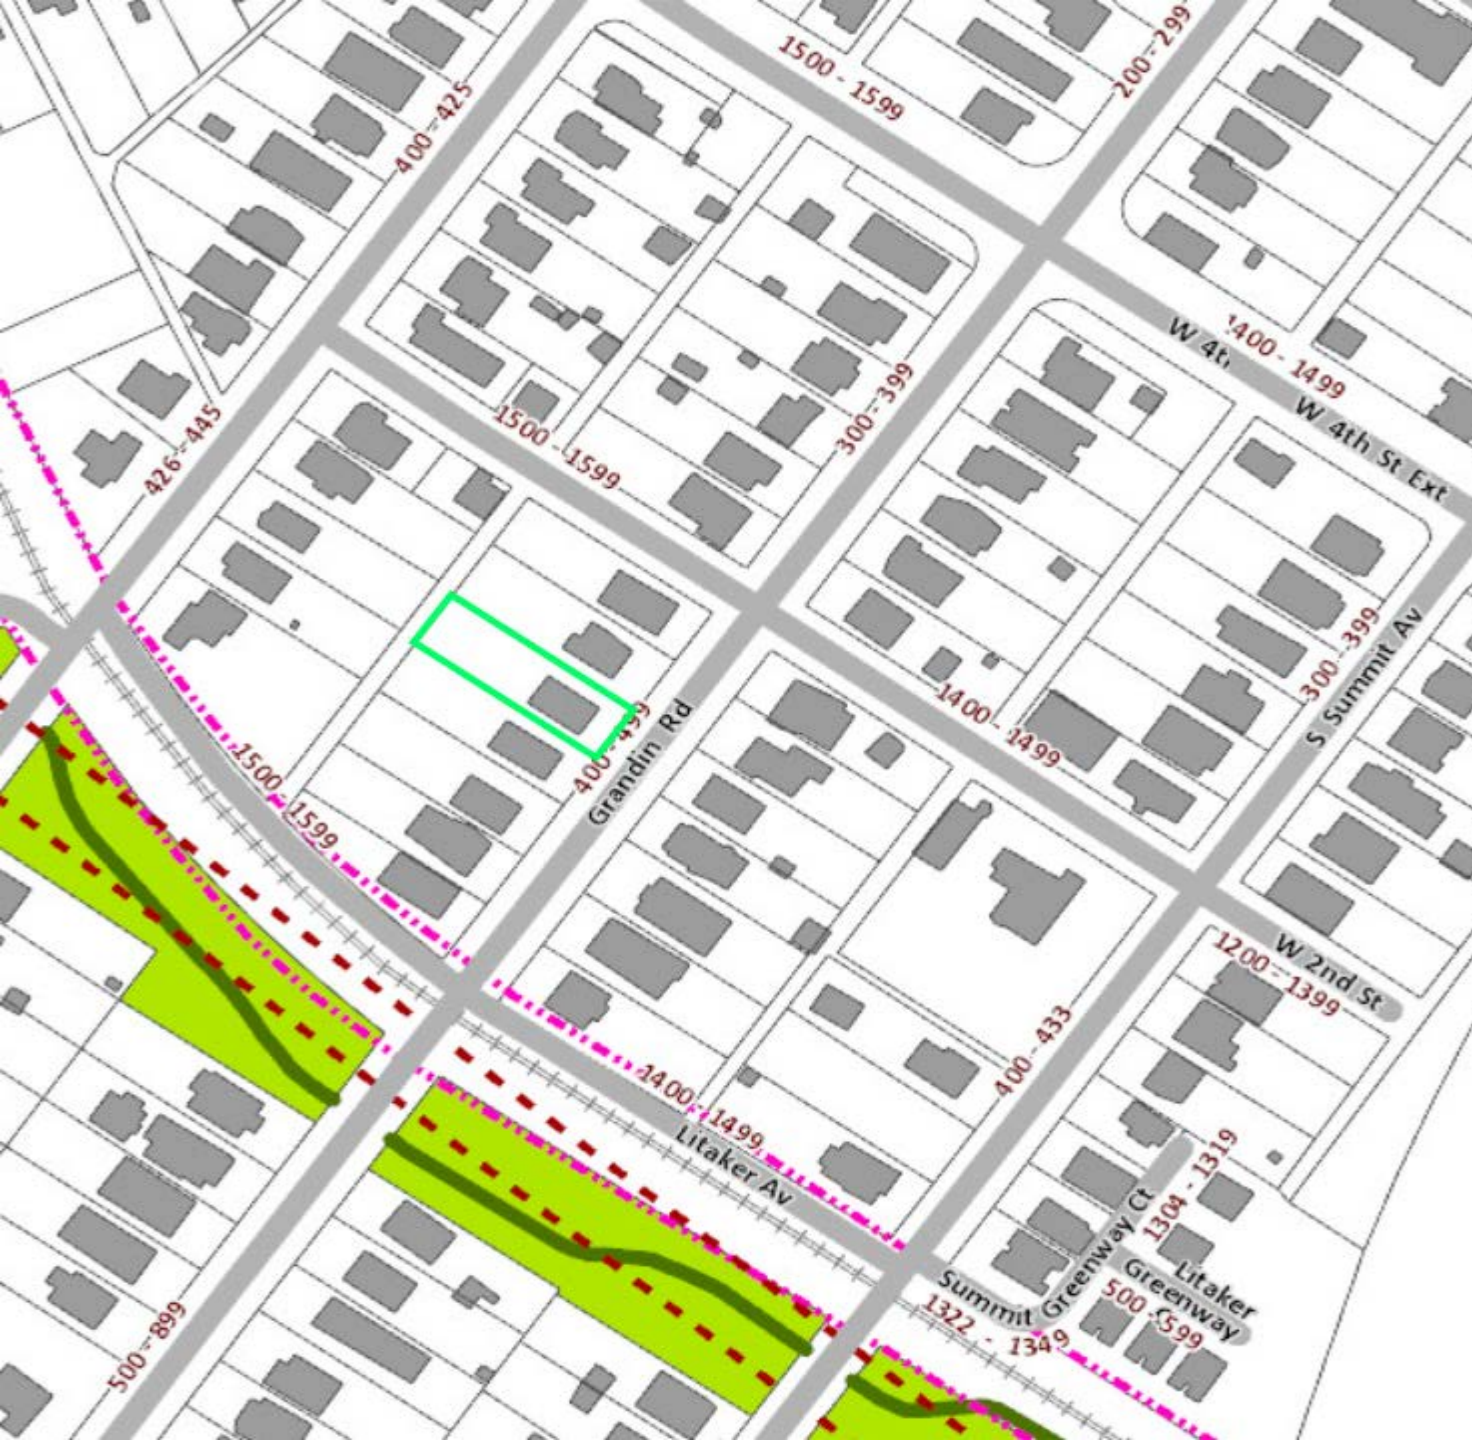 1500 - 1599
200 - 299
400 - 425
W 4th
1400 - 1499
300 - 399
426 - 445
1500 - 1599
W 4th St Ext
300 - 399
S Summit Av
1400 - 1499
400 - 499
Grandin Rd
1500 - 1599
W 2nd St
1200 - 1399
400 - 433
1400 - 1499
Litaker Av
1304 - 1319
Summit Greenway Ct
Litaker
Greenway
500 - 599
1322 - 1349
500 - 899